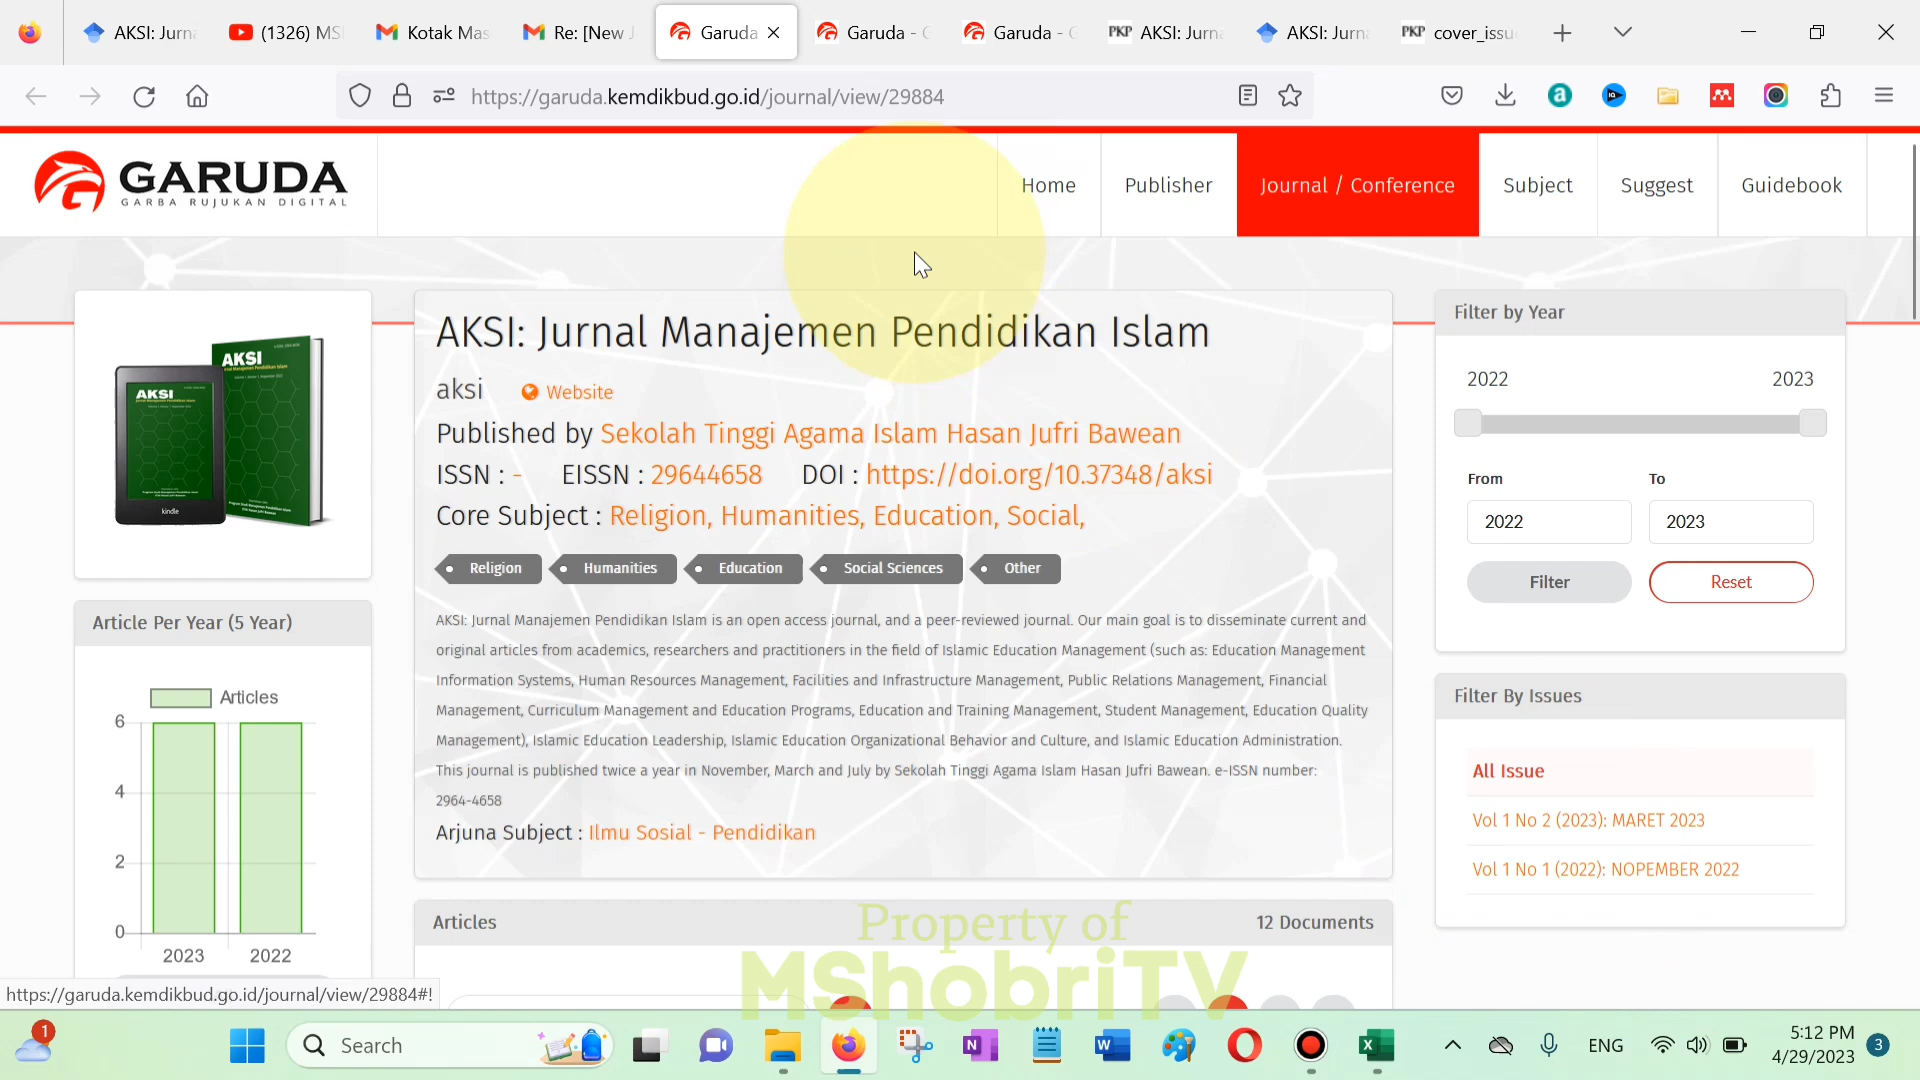 AKSI: Jurna
(1326) MS
Kotak Mas
Re: [New J
Garuda
Garuda - G
Garuda - G
PKP AKSI: Jurna
AKSI: Jurna
PKP cover_issu
https://garuda.kemdikbud.go.id/journal/view/29884
GARUDA
GARBA RUJUKAN DIGITAL
Home
Publisher
Journal / Conference
Subject
Suggest
Guidebook
AKSI
AKSI
kindle
AKSI: Jurnal Manajemen Pendidikan Islam
aksi Website
Published by Sekolah Tinggi Agama Islam Hasan Jufri Bawean
ISSN : - EISSN : 29644658 DOI : https://doi.org/10.37348/aksi
Core Subject : Religion, Humanities, Education, Social,
Religion Humanities Education Social Sciences Other
AKSI: Jurnal Manajemen Pendidikan Islam is an open access journal, and a peer-reviewed journal. Our main goal is to disseminate current and
original articles from academics, researchers and practitioners in the field of Islamic Education Management (such as: Education Management
Information Systems, Human Resources Management, Facilities and Infrastructure Management, Public Relations Management, Financial
Management, Curriculum Management and Education Programs, Education and Training Management, Student Management, Education Quality
Management), Islamic Education Leadership, Islamic Education Organizational Behavior and Culture, and Islamic Education Administration.
This journal is published twice a year in November, March and July by Sekolah Tinggi Agama Islam Hasan Jufri Bawean. e-ISSN number:
2964-4658
Arjuna Subject : Ilmu Sosial - Pendidikan
Filter by Year
2022 2023
From To
2022 2023
Filter Reset
Filter By Issues
All Issue
Vol 1 No 2 (2023): MARET 2023
Vol 1 No 1 (2022): NOPEMBER 2022
Article Per Year (5 Year)
Articles
6
4
2
0
2023 2022
Articles 12 Documents
Property of
MShobriTV
https://garuda.kemdikbud.go.id/journal/view/29884#!
1
Search
ENG
5:12 PM
4/29/2023
3